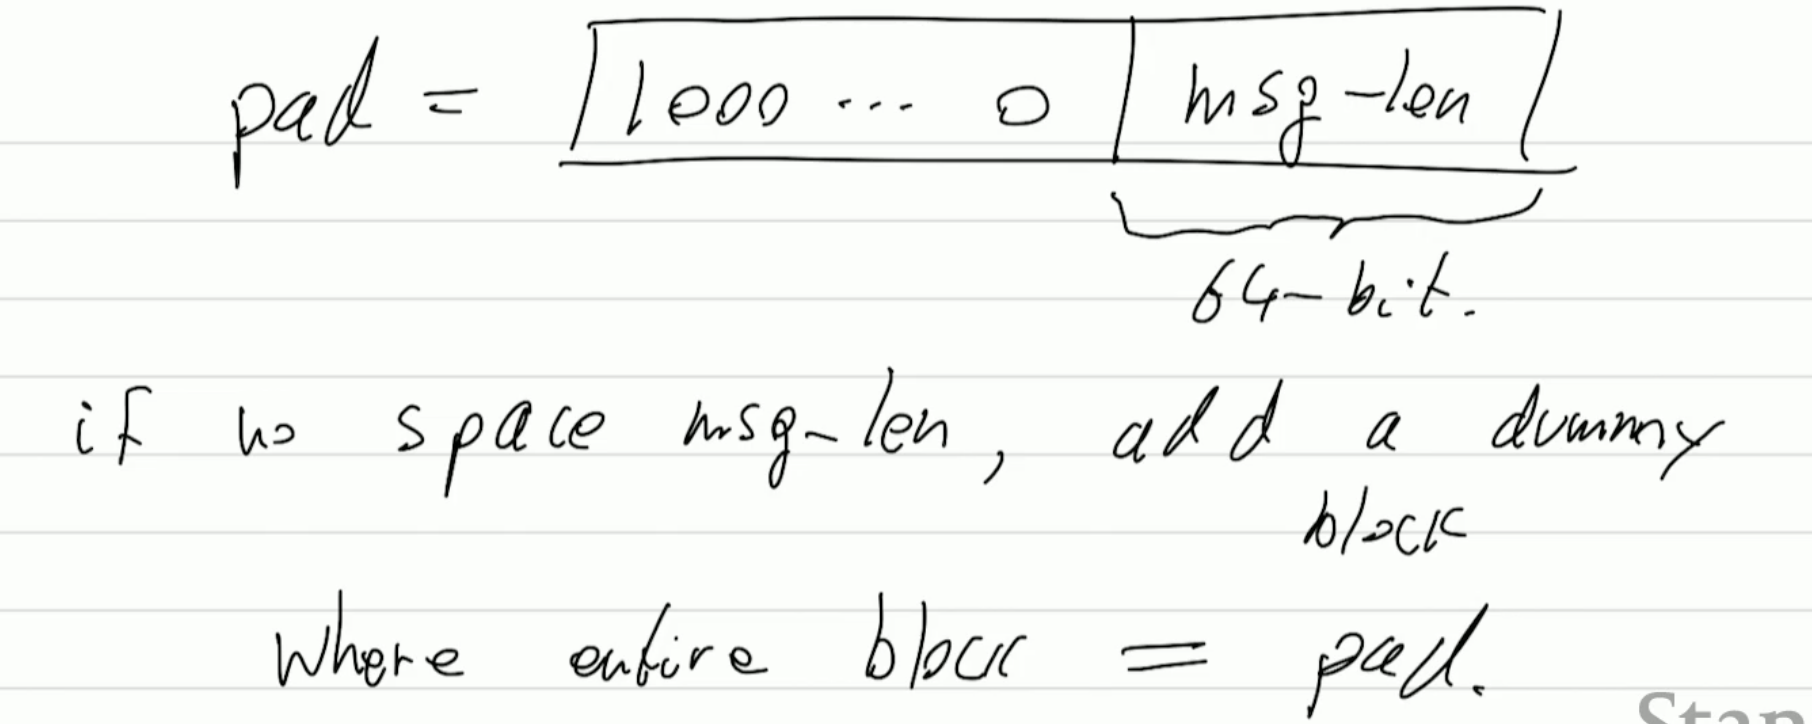 pad = 1000 ... 0 msg-len
64-bit.
if no space msg-len, add a dummy
block
where entire block = pad.